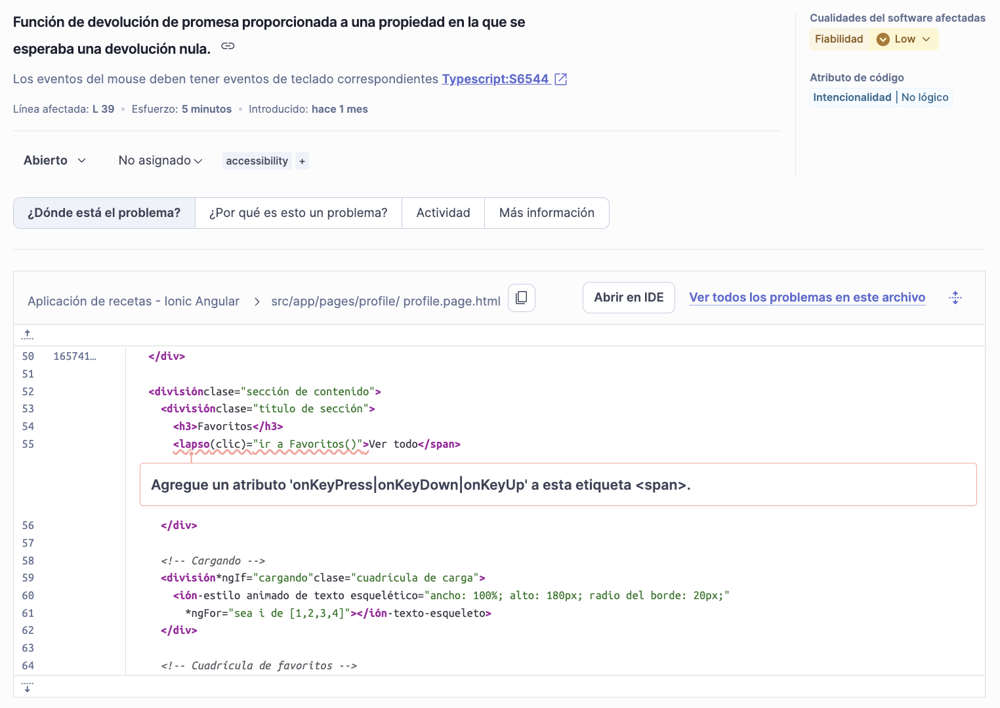 Función de devolución de promesa proporcionada a una propiedad en la que se
esperaba una devolución nula.
Los eventos del mouse deben tener eventos de teclado correspondientes Typescript:S6544
Línea afectada: L 39 • Esfuerzo: 5 minutos • Introducido: hace 1 mes
Cualidades del software afectadas
Fiabilidad Low
Atributo de código
Intencionalidad | No lógico
Abierto No asignado accessibility +
¿Dónde está el problema? ¿Por qué es esto un problema? Actividad Más información
Aplicación de recetas - Ionic Angular > src/app/pages/profile/ profile.page.html Abrir en IDE Ver todos los problemas en este archivo
50 165741… </div>
51
52 <divisiónclase="sección de contenido">
53 <divisiónclase="título de sección">
54 <h3>Favoritos</h3>
55 <lapso(clic)="ir a Favoritos()">Ver todo</span>
Agregue un atributo 'onKeyPress|onKeyDown|onKeyUp' a esta etiqueta <span>.
56 </div>
57
58 <!-- Cargando -->
59 <división*ngIf="cargando"clase="cuadrícula de carga">
60 <ión-estilo animado de texto esquelético="ancho: 100%; alto: 180px; radio del borde: 20px;"
61 *ngFor="sea i de [1,2,3,4]"></ión-texto-esqueleto>
62 </div>
63
64 <!-- Cuadrícula de favoritos -->